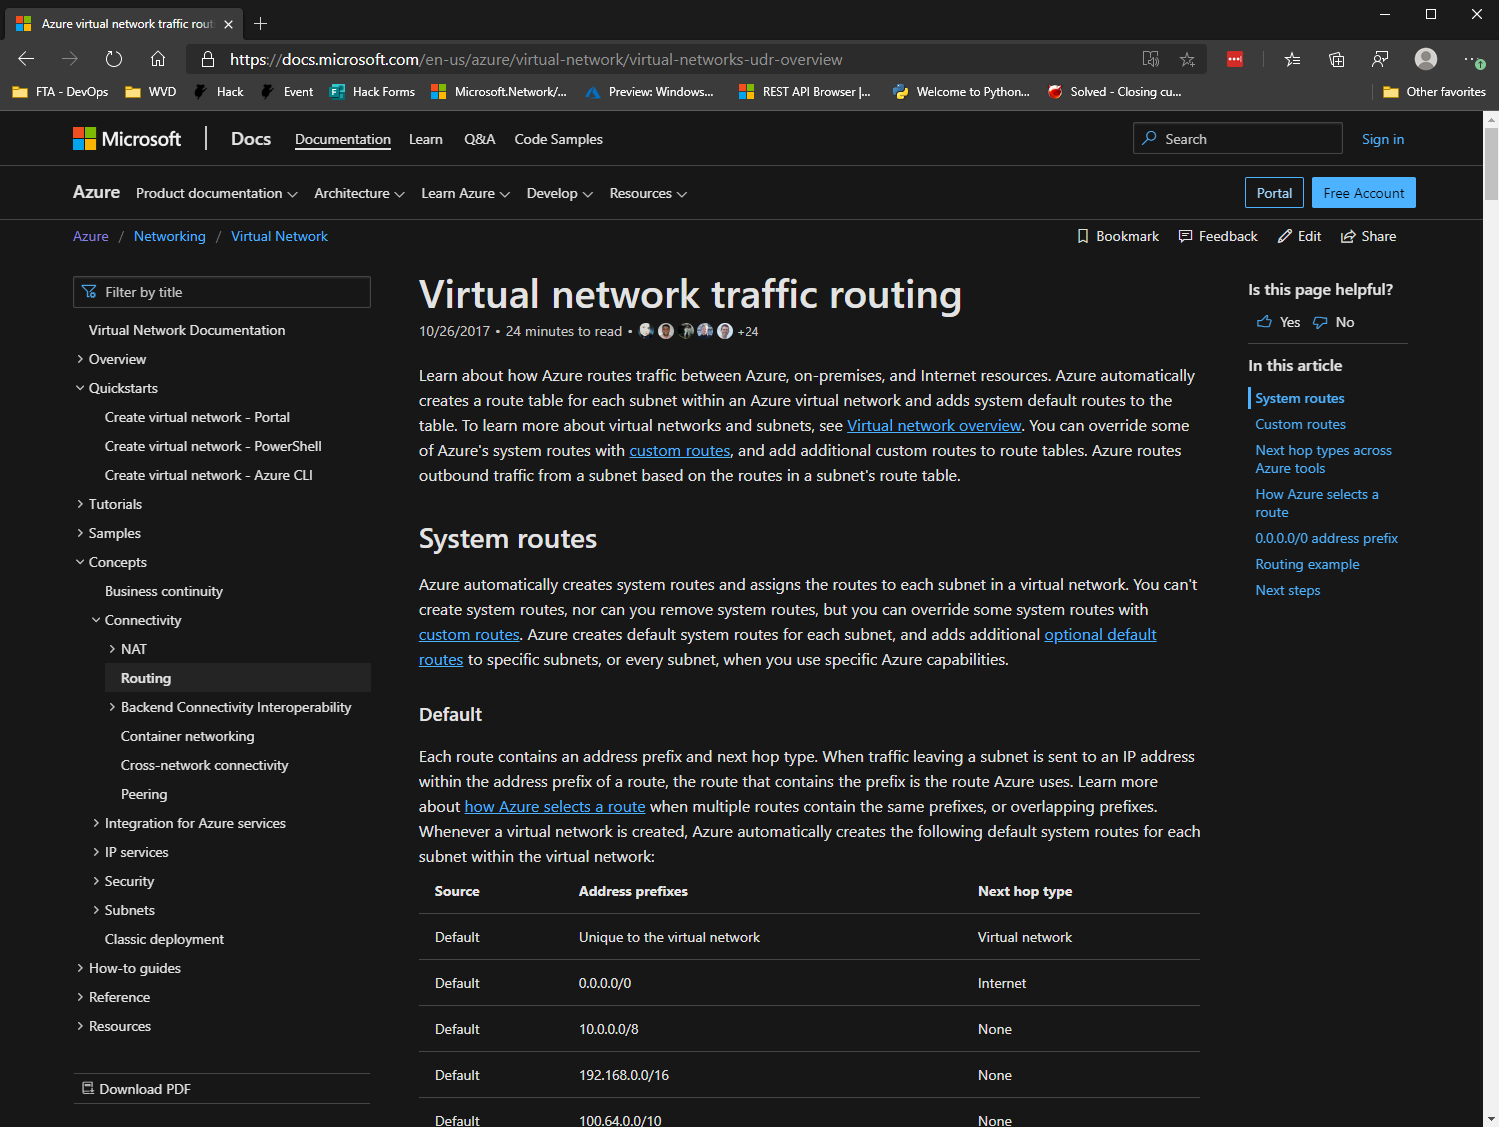 Azure virtual network traffic rout
https://docs.microsoft.com/en-us/azure/virtual-network/virtual-networks-udr-overview
FTA - DevOps WVD Hack Event Hack Forms Microsoft.Network/... Preview: Windows... REST API Browser |... Welcome to Python... Solved - Closing cu... Other favorites
Microsoft | Docs Documentation Learn Q&A Code Samples Search Sign in
Azure Product documentation Architecture Learn Azure Develop Resources Portal Free Account
Azure / Networking / Virtual Network Bookmark Feedback Edit Share
Filter by title
Virtual Network Documentation
Overview
Quickstarts
Create virtual network - Portal
Create virtual network - PowerShell
Create virtual network - Azure CLI
Tutorials
Samples
Concepts
Business continuity
Connectivity
NAT
Routing
Backend Connectivity Interoperability
Container networking
Cross-network connectivity
Peering
Integration for Azure services
IP services
Security
Subnets
Classic deployment
How-to guides
Reference
Resources
Download PDF
Virtual network traffic routing
10/26/2017 • 24 minutes to read • +24
Learn about how Azure routes traffic between Azure, on-premises, and Internet resources. Azure automatically
creates a route table for each subnet within an Azure virtual network and adds system default routes to the
table. To learn more about virtual networks and subnets, see Virtual network overview. You can override some
of Azure's system routes with custom routes, and add additional custom routes to route tables. Azure routes
outbound traffic from a subnet based on the routes in a subnet's route table.
System routes
Azure automatically creates system routes and assigns the routes to each subnet in a virtual network. You can't
create system routes, nor can you remove system routes, but you can override some system routes with
custom routes. Azure creates default system routes for each subnet, and adds additional optional default
routes to specific subnets, or every subnet, when you use specific Azure capabilities.
Default
Each route contains an address prefix and next hop type. When traffic leaving a subnet is sent to an IP address
within the address prefix of a route, the route that contains the prefix is the route Azure uses. Learn more
about how Azure selects a route when multiple routes contain the same prefixes, or overlapping prefixes.
Whenever a virtual network is created, Azure automatically creates the following default system routes for each
subnet within the virtual network:
Source Address prefixes Next hop type
Default Unique to the virtual network Virtual network
Default 0.0.0.0/0 Internet
Default 10.0.0.0/8 None
Default 192.168.0.0/16 None
Default 100.64.0.0/10 None
Is this page helpful?
Yes No
In this article
System routes
Custom routes
Next hop types across
Azure tools
How Azure selects a
route
0.0.0.0/0 address prefix
Routing example
Next steps